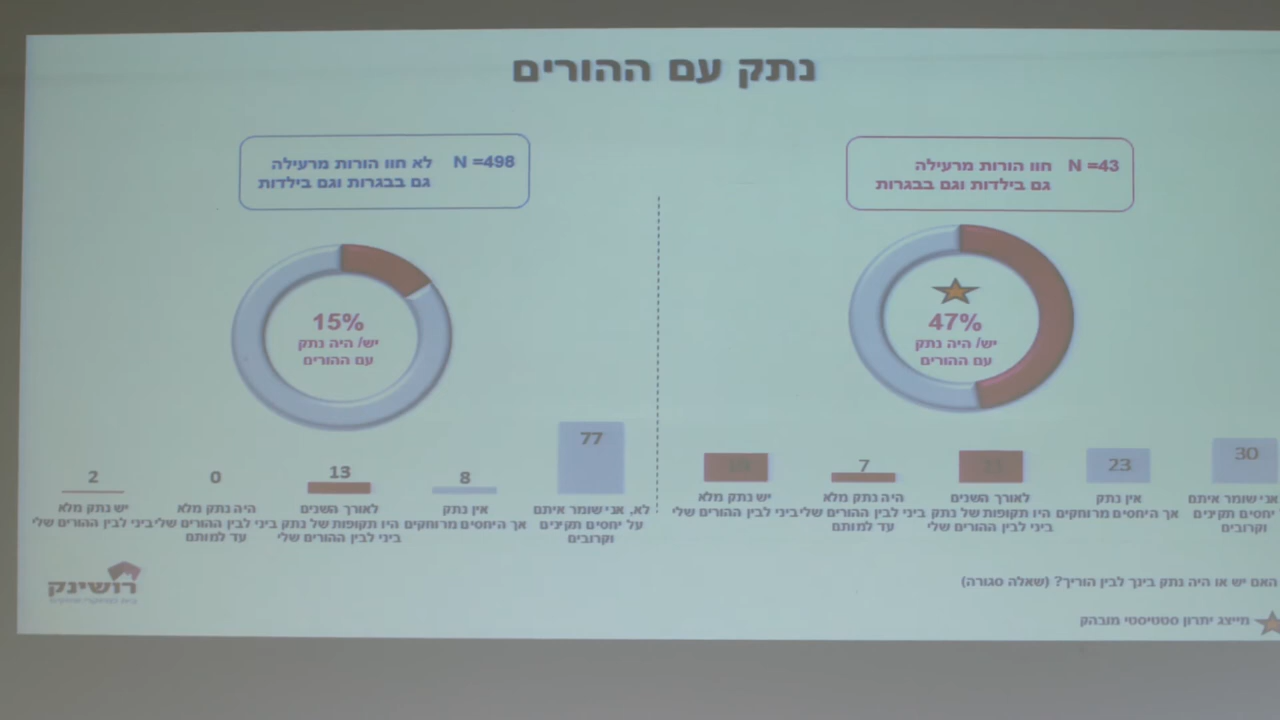 נתק עם ההורים
N =43 חוו הורות מרעילה
גם בילדות וגם בבגרות
47%
יש/ היה נתק
עם ההורים
30
אני שומר איתם
יחסים תקינים
וקרובים
23
אין נתק
אך היחסים מרוחקים
לאורך השנים
היו תקופות של נתק
ביני לבין ההורים שלי
7
היה נתק מלא
ביני לבין ההורים שלי
עד למותם
יש נתק מלא
ביני לבין ההורים שלי
N =498 לא חוו הורות מרעילה
גם בבגרות וגם בילדות
15%
יש/ היה נתק
עם ההורים
77
לא, אני שומר איתם
על יחסים תקינים
וקרובים
8
אין נתק
אך היחסים מרוחקים
13
לאורך השנים
היו תקופות של נתק
ביני לבין ההורים שלי
0
היה נתק מלא
ביני לבין ההורים שלי
עד למותם
2
יש נתק מלא
ביני לבין ההורים שלי
האם יש או היה נתק בינך לבין הוריך? (שאלה סגורה)
מייצג יתרון סטטיסטי מובהק
רושינק